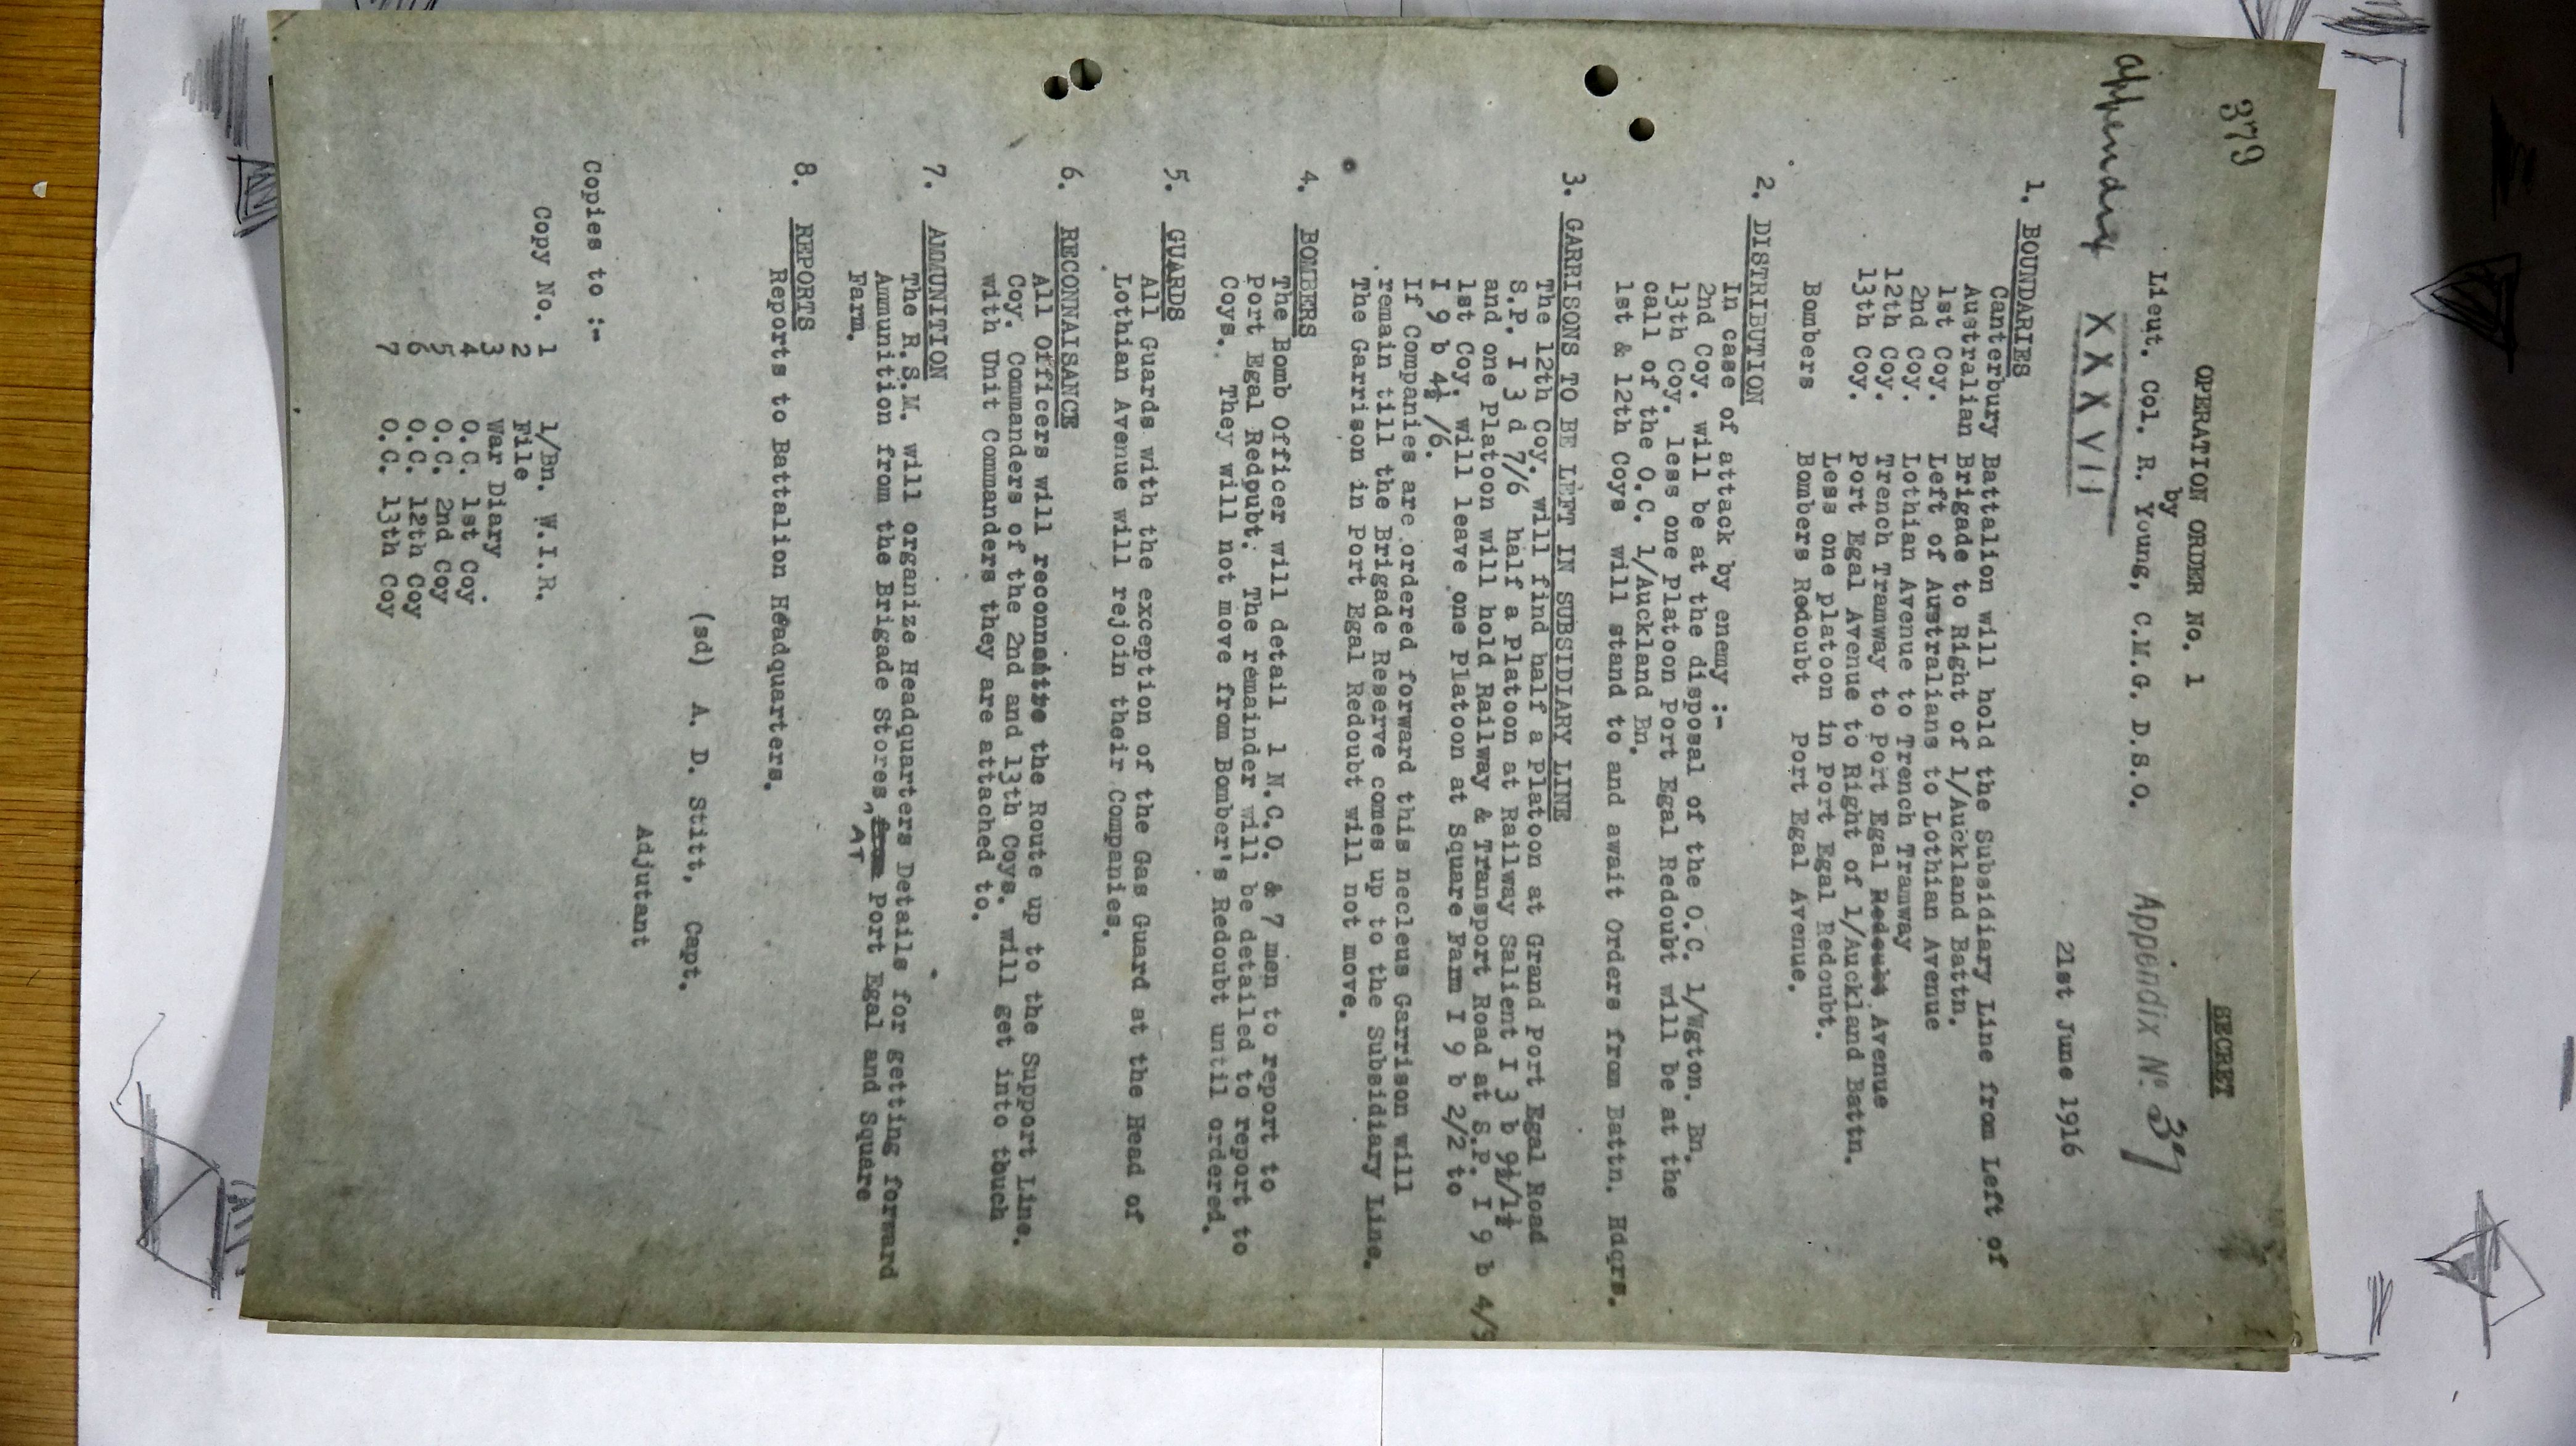 379
SECRET
OPERATION ORDER No. 1
by
Lieut. Col. R. Young, C.M.G. D.S.O.
Appendix No 37
appendix XXXVII
21st June 1916
1. BOUNDARIES
Canterbury Battalion will hold the Subsidiary Line from Left of
Australian Brigade to Right of 1/Auckland Battn.
1st Coy. Left of Australians to Lothian Avenue
2nd Coy. Lothian Avenue to Trench Tramway
12th Coy. Trench Tramway to Port Egal Redoubt Avenue
13th Coy. Port Egal Avenue to Right of 1/Auckland Battn.
Less one platoon in Port Egal Redoubt.
Bombers Bombers Redoubt Port Egal Avenue.
2. DISTRIBUTION
In case of attack by enemy :-
2nd Coy. will be at the disposal of the O.C. 1/Wgton. Bn.
13th Coy. less one Platoon Port Egal Redoubt will be at the
call of the O.C. 1/Auckland Bn.
1st & 12th Coys will stand to and await Orders from Battn. Hdqrs.
3. GARRISONS TO BE LEFT IN SUBSIDIARY LINE
The 12th Coy. will find half a Platoon at Grand Port Egal Road
S.P. I 3 d 7/6 half a Platoon at Railway Salient I 3 b 9½/1½
and one Platoon will hold Railway & Transport Road at S.P. I 9 b 4/5
1st Coy. will leave one Platoon at Square Farm I 9 b 2/2 to
I 9 b 4½/6.
If Companies are ordered forward this necleus Garrison will
remain till the Brigade Reserve comes up to the Subsidiary Line.
The Garrison in Port Egal Redoubt will not move.
4. BOMBERS
The Bomb Officer will detail 1 N.C.O. & 7 men to report to
Port Egal Redpubt. The remainder will be detailed to report to
Coys. They will not move from Bomber's Redoubt until ordered.
5. GUARDS
All Guards with the exception of the Gas Guard at the Head of
Lothian Avenue will rejoin their Companies.
6. RECONNAISANCE
All Officers will reconnaitte the Route up to the Support Line.
Coy. Commanders of the 2nd and 13th Coys. will get into tbuch
with Unit Commanders they are attached to.
7. AMMUNITION
The R.S.M. will organize Headquarters Details for getting forward
Ammunition from the Brigade Stores, from Port Egal and Square
AT
Farm.
8. REPORTS
Reports to Battalion Headquarters.
(sd) A. D. Stitt, Capt.
Adjutant
Copies to :-
Copy No. 1 1/Bn. W.I.R.
2 File
3 War Diary
4 O.C. 1st Coy
5 O.C. 2nd Coy
6 O.C. 12th Coy
7 O.C. 13th Coy